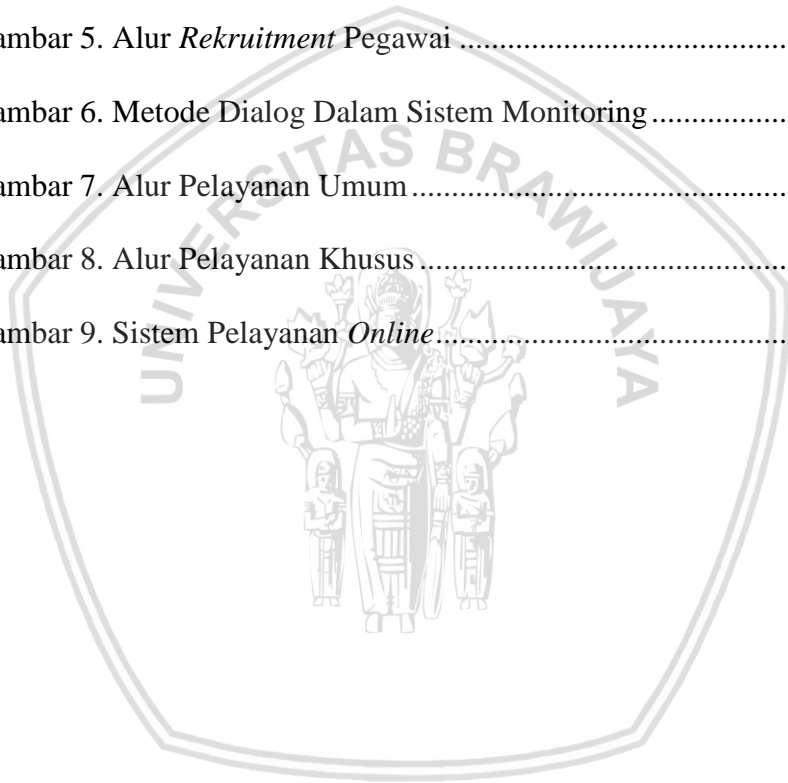 ambar 5. Alur Rekruitment Pegawai ..........................................
ambar 6. Metode Dialog Dalam Sistem Monitoring .................
ambar 7. Alur Pelayanan Umum ................................................
ambar 8. Alur Pelayanan Khusus ...............................................
ambar 9. Sistem Pelayanan Online.............................................
UNIVERSITAS BRAWIJAYA